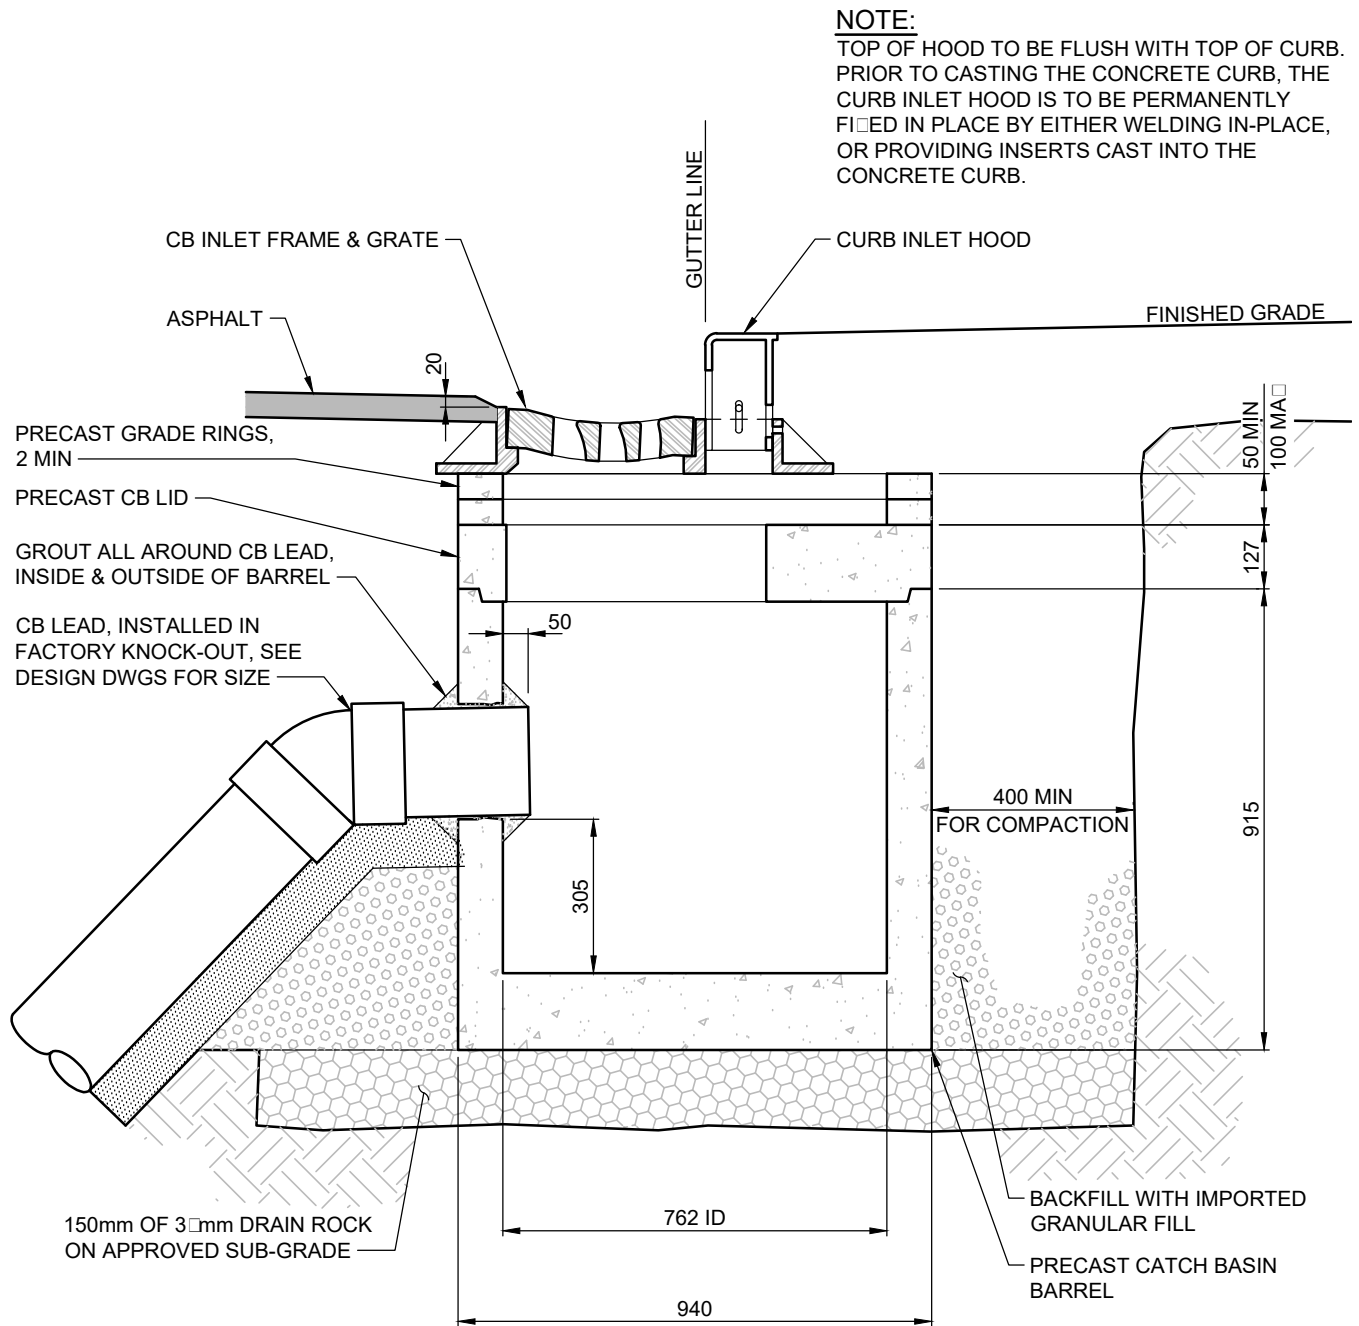 NOTE:
TOP OF HOOD TO BE FLUSH WITH TOP OF CURB.
PRIOR TO CASTING THE CONCRETE CURB, THE
CURB INLET HOOD IS TO BE PERMANENTLY
FI□ED IN PLACE BY EITHER WELDING IN-PLACE,
OR PROVIDING INSERTS CAST INTO THE
CONCRETE CURB.
GUTTER LINE
CB INLET FRAME & GRATE
CURB INLET HOOD
ASPHALT
FINISHED GRADE
20
PRECAST GRADE RINGS,
2 MIN
50 MIN
100 MA□
PRECAST CB LID
127
GROUT ALL AROUND CB LEAD,
INSIDE & OUTSIDE OF BARREL
50
CB LEAD, INSTALLED IN
FACTORY KNOCK-OUT, SEE
DESIGN DWGS FOR SIZE
400 MIN
FOR COMPACTION
915
305
150mm OF 3□mm DRAIN ROCK
ON APPROVED SUB-GRADE
762 ID
BACKFILL WITH IMPORTED
GRANULAR FILL
PRECAST CATCH BASIN
BARREL
940